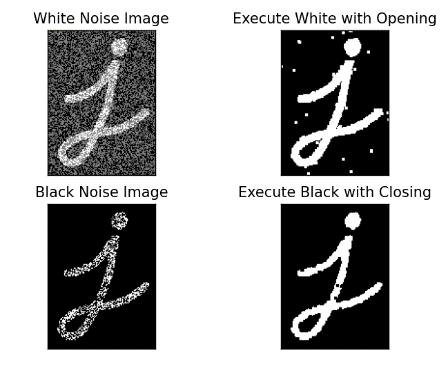 White Noise Image
Execute White with Opening
j
j
Black Noise Image
Execute Black with Closing
j
j